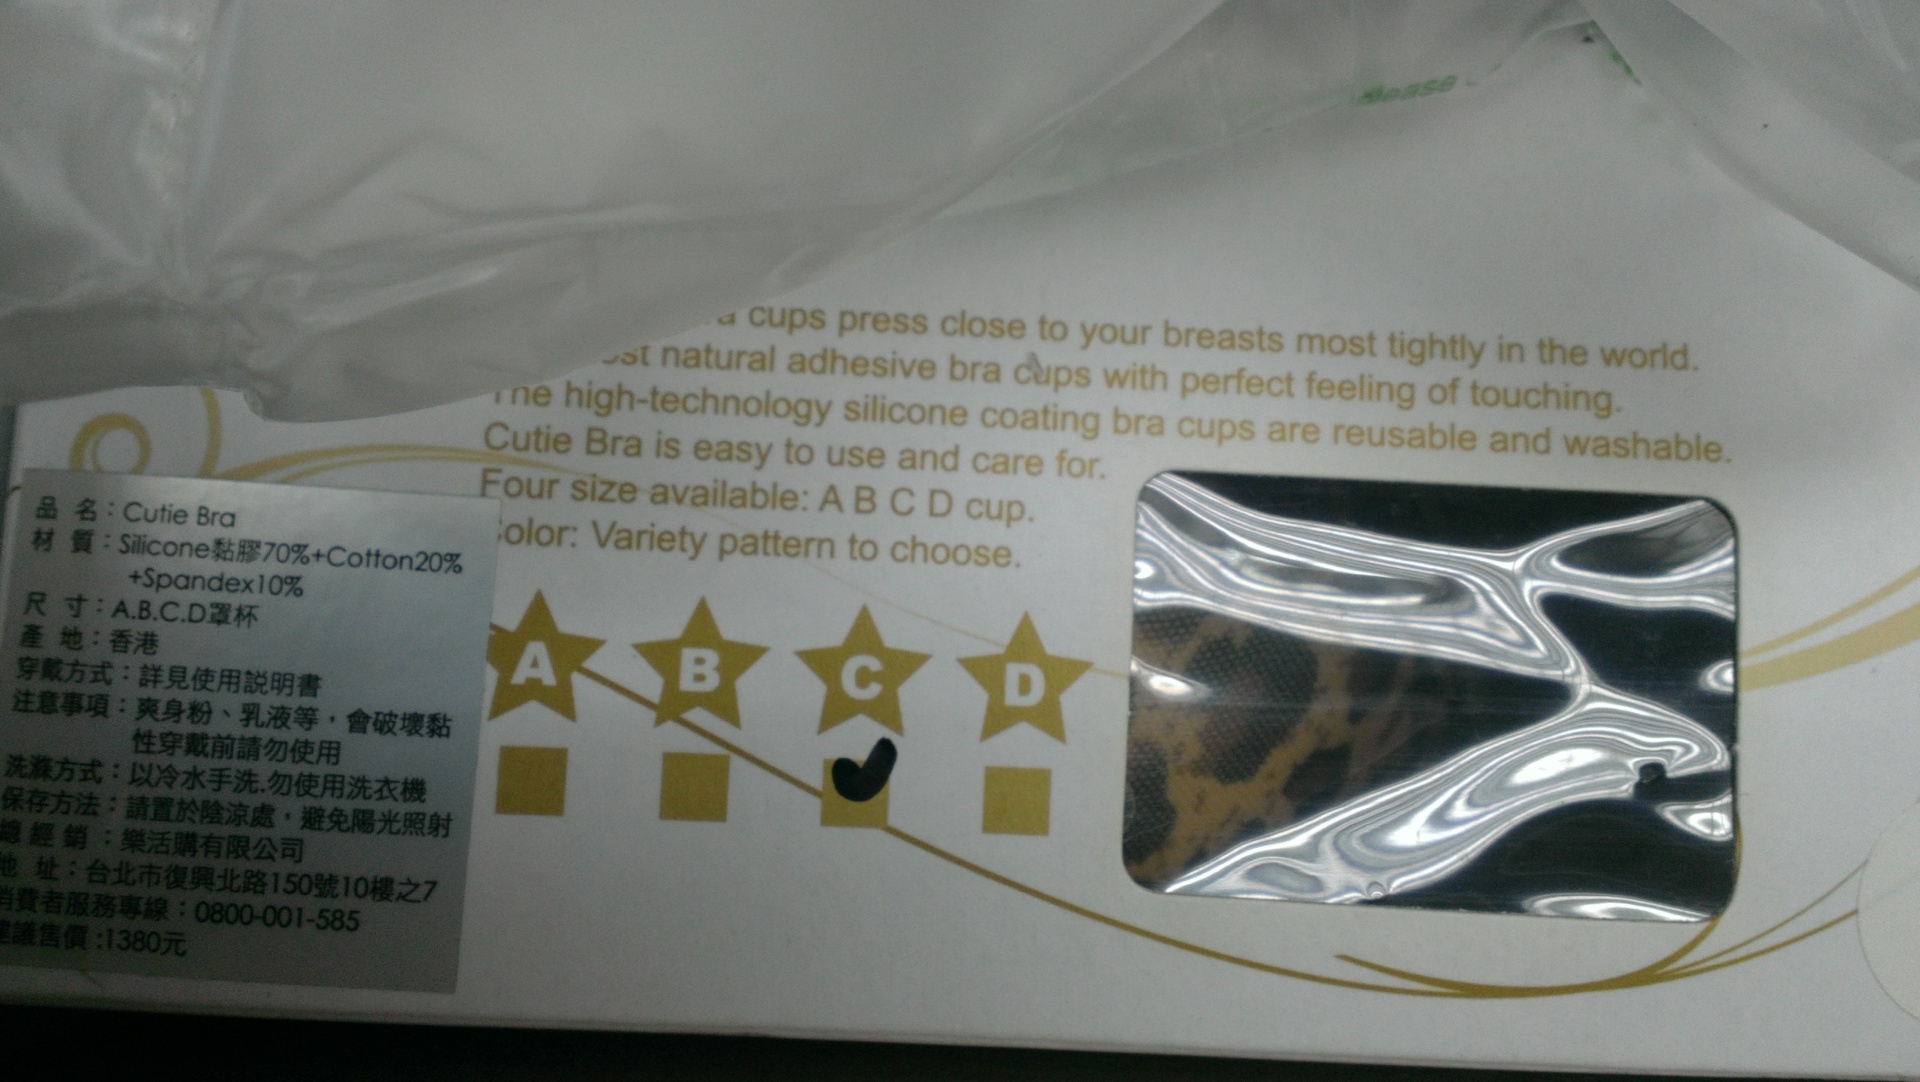 Please
cups press close to your breasts most tightly in the world.
natural adhesive bra cups with perfect feeling of touching.
The high-technology silicone coating bra cups are reusable and washable.
Cutie Bra is easy to use and care for.
Four size available: A B C D cup.
Color: Variety pattern to choose.
A B C D
品 名：Cutie Bra
材 質：Silicone黏膠70%+Cotton20%
+Spandex10%
尺 寸：A.B.C.D罩杯
產 地：香港
穿戴方式：詳見使用説明書
注意事項：爽身粉、乳液等，會破壞黏
性穿戴前請勿使用
洗滌方式：以冷水手洗.勿使用洗衣機
保存方法：請置於陰涼處，避免陽光照射
總 經 銷：樂活購有限公司
地 址：台北市復興北路150號10樓之7
消費者服務專線：0800-001-585
建議售價:1380元